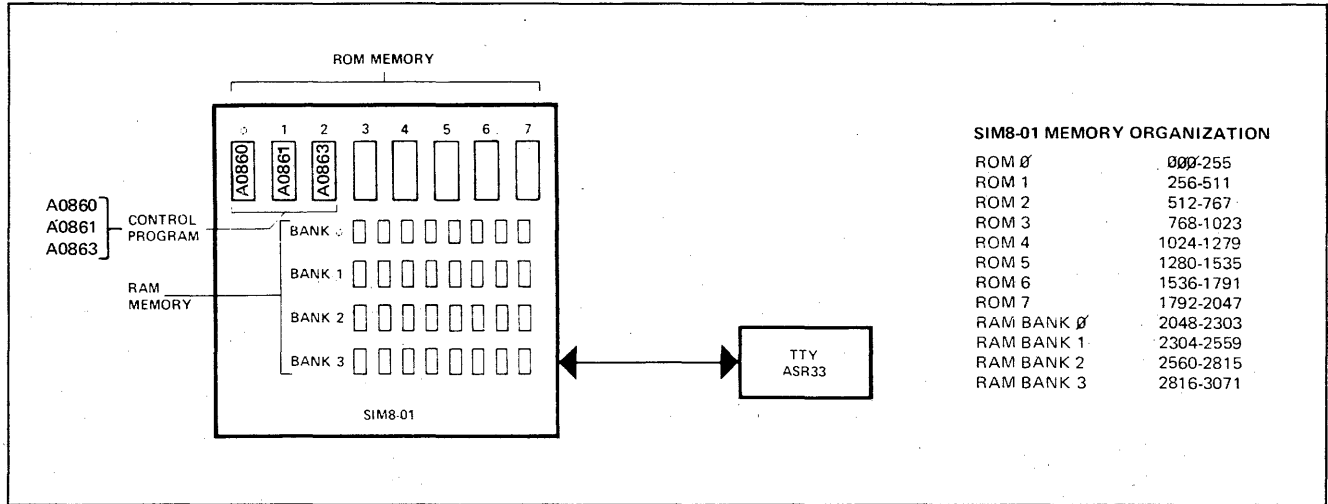 ROM MEMORY
0 1 2 3 4 5 6 7
A0860 A0861 A0863
A0860
A0861
A0863
CONTROL
PROGRAM
BANK 0
BANK 1
RAM
MEMORY
BANK 2
BANK 3
SIM8-01
TTY
ASR33
SIM8-01 MEMORY ORGANIZATION
ROM Ø ØØØ-255
ROM 1 256-511
ROM 2 512-767
ROM 3 768-1023
ROM 4 1024-1279
ROM 5 1280-1535
ROM 6 1536-1791
ROM 7 1792-2047
RAM BANK Ø 2048-2303
RAM BANK 1 2304-2559
RAM BANK 2 2560-2815
RAM BANK 3 2816-3071